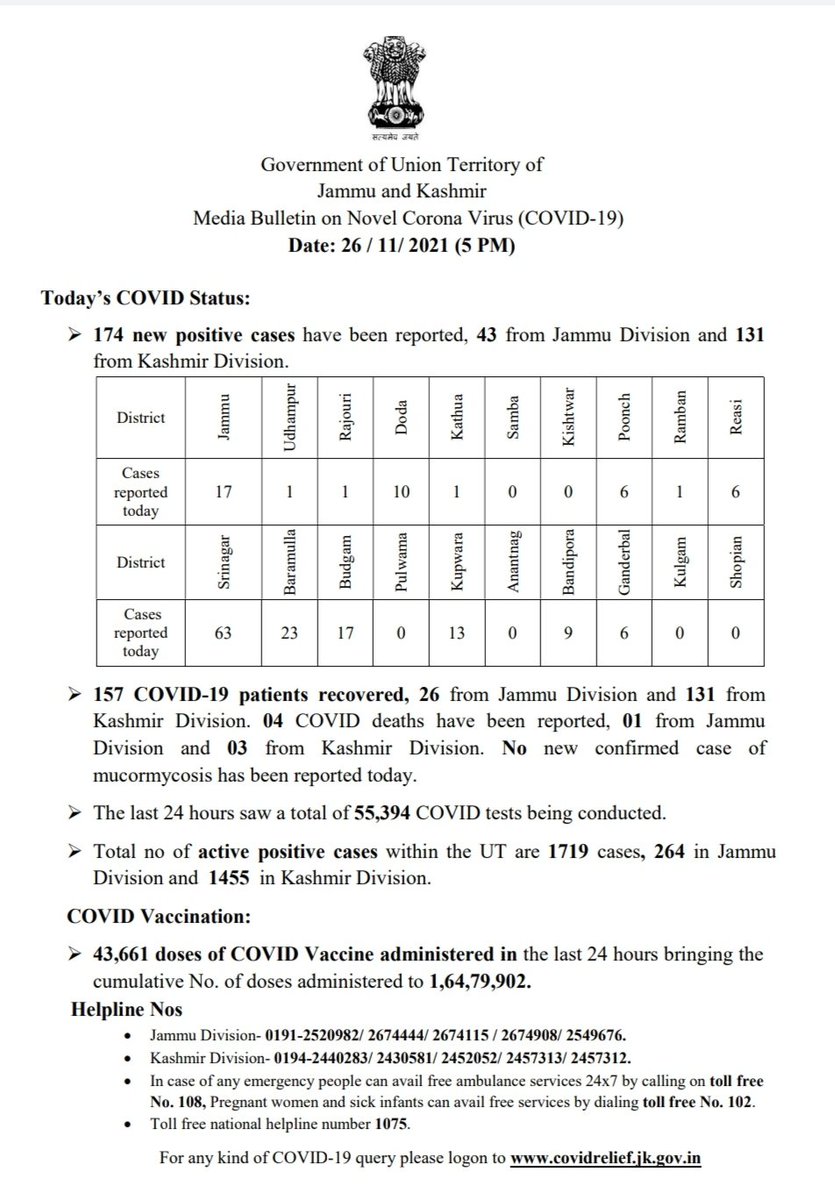 सत्यमेव जयते
Government of Union Territory of
Jammu and Kashmir
Media Bulletin on Novel Corona Virus (COVID-19)
Date: 26 / 11/ 2021 (5 PM)
Today's COVID Status:
➢ 174 new positive cases have been reported, 43 from Jammu Division and 131
from Kashmir Division.
District Jammu Udhampur Rajouri Doda Kathua Samba Kishtwar Poonch Ramban Reasi
Cases
reported
today
17 1 1 10 1 0 0 6 1 6
District Srinagar Baramulla Budgam Pulwama Kupwara Anantnag Bandipora Ganderbal Kulgam Shopian
Cases
reported
today
63 23 17 0 13 0 9 6 0 0
➢ 157 COVID-19 patients recovered, 26 from Jammu Division and 131 from
Kashmir Division. 04 COVID deaths have been reported, 01 from Jammu
Division and 03 from Kashmir Division. No new confirmed case of
mucormycosis has been reported today.
➢ The last 24 hours saw a total of 55,394 COVID tests being conducted.
➢ Total no of active positive cases within the UT are 1719 cases, 264 in Jammu
Division and 1455 in Kashmir Division.
COVID Vaccination:
➢ 43,661 doses of COVID Vaccine administered in the last 24 hours bringing the
cumulative No. of doses administered to 1,64,79,902.
Helpline Nos
• Jammu Division- 0191-2520982/ 2674444/ 2674115 / 2674908/ 2549676.
• Kashmir Division- 0194-2440283/ 2430581/ 2452052/ 2457313/ 2457312.
• In case of any emergency people can avail free ambulance services 24x7 by calling on toll free
No. 108, Pregnant women and sick infants can avail free services by dialing toll free No. 102.
• Toll free national helpline number 1075.
For any kind of COVID-19 query please logon to www.covidrelief.jk.gov.in